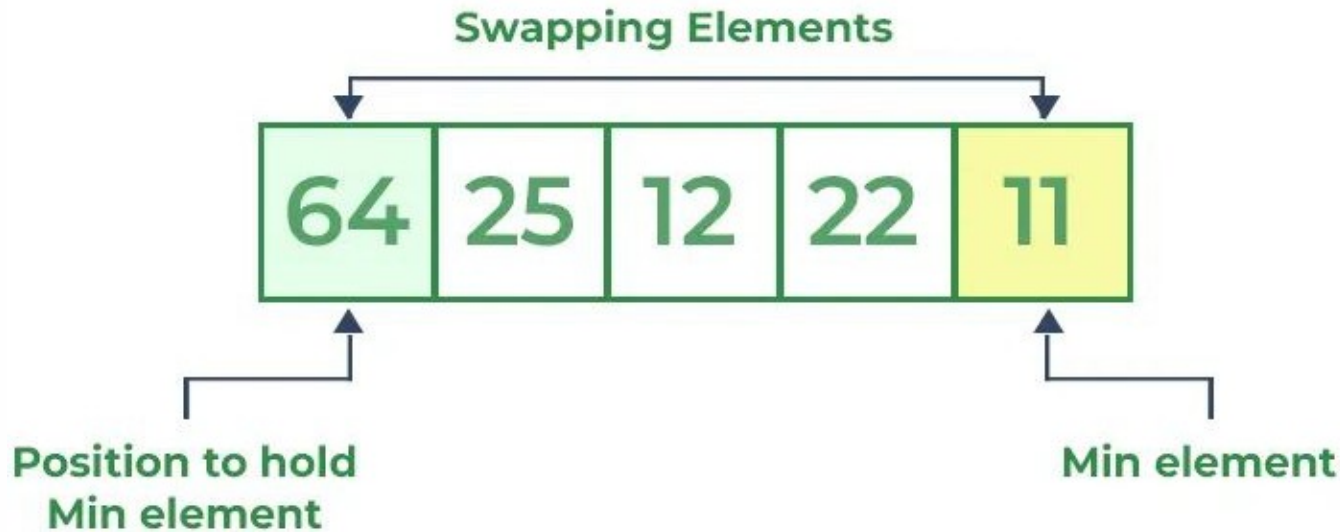 Swapping Elements
64 25 12 22 11
Position to hold
Min element
Min element